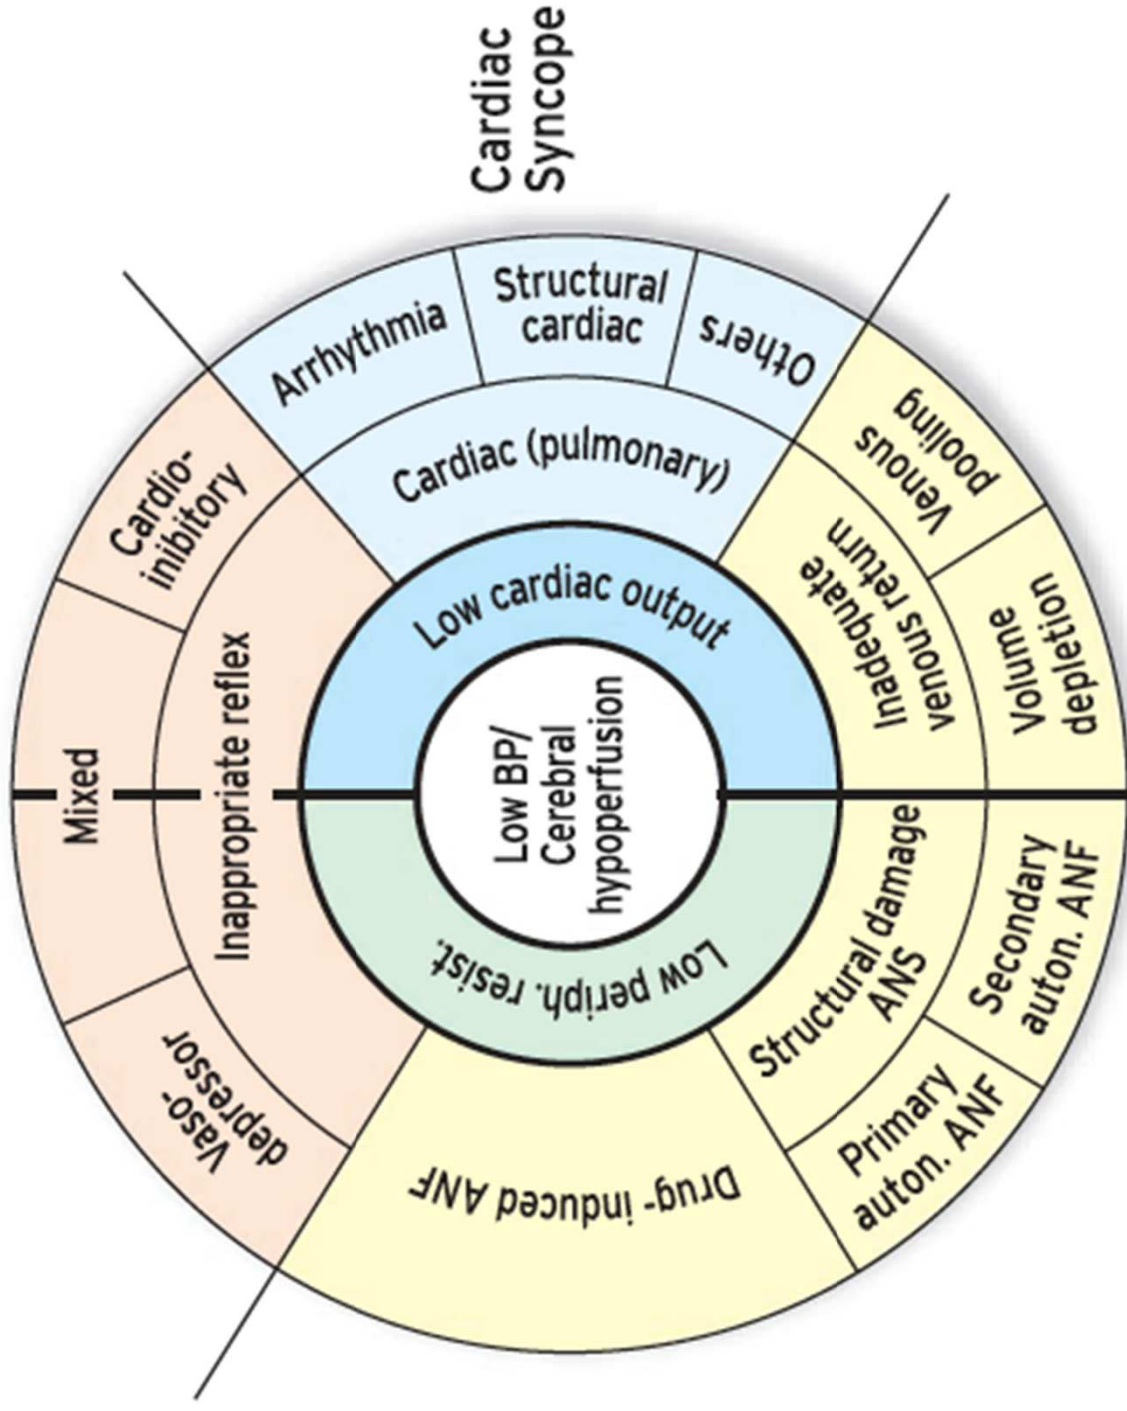 Cardiac
Syncope
Arrhythmia
Structural
cardiac
Others
Cardiac (pulmonary)
Cardio-
inibitory
Mixed
Vaso-
depressor
Inappropriate reflex
Low cardiac output
Low BP/
Cerebral
hypoperfusion
Low periph. resist.
Venous
pooling
Volume
depletion
Inadequate
venous return
Structural damage
ANS
Secondary
auton. ANF
Primary
auton. ANF
Drug- induced ANF